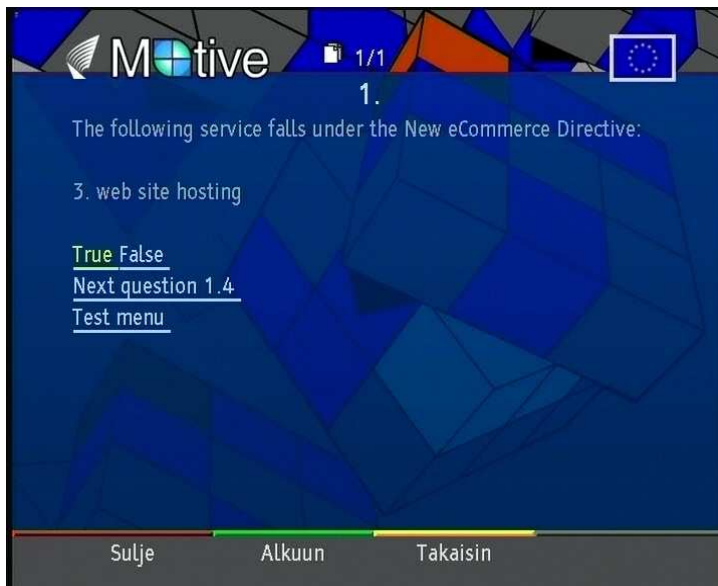 Motive
1/1
1.
The following service falls under the New eCommerce Directive:
3. web site hosting
True False
Next question 1.4
Test menu
Sulje Alkuun Takaisin